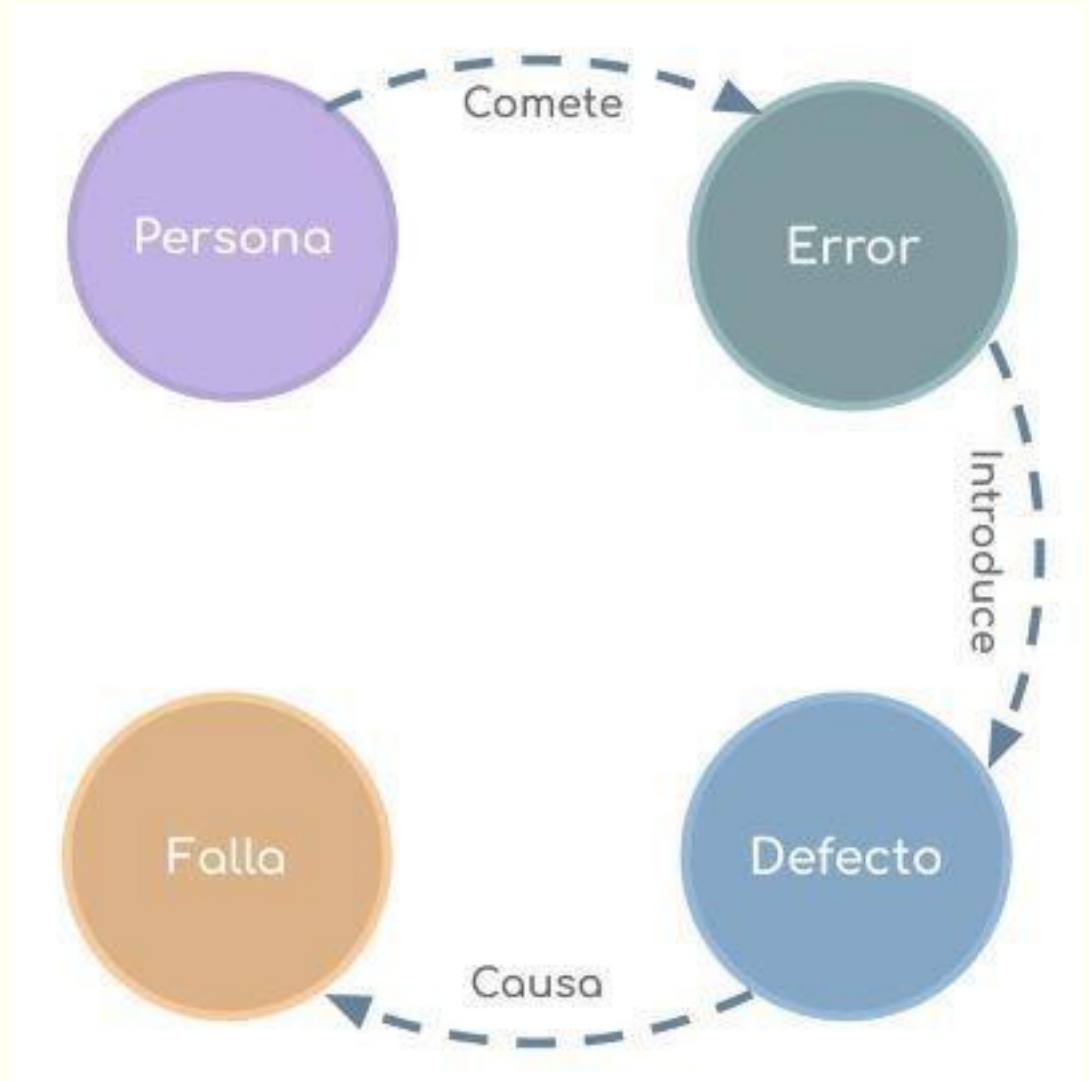 Persona
Comete
Error
Introduce
Defecto
Causa
Falla